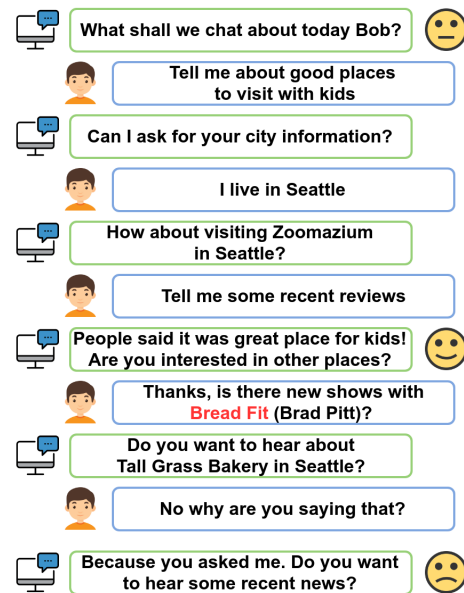 What shall we chat about today Bob?
Tell me about good places
to visit with kids
Can I ask for your city information?
I live in Seattle
How about visiting Zoomazium
in Seattle?
Tell me some recent reviews
People said it was great place for kids!
Are you interested in other places?
Thanks, is there new shows with
Bread Fit (Brad Pitt)?
Do you want to hear about
Tall Grass Bakery in Seattle?
No why are you saying that?
Because you asked me. Do you want
to hear some recent news?